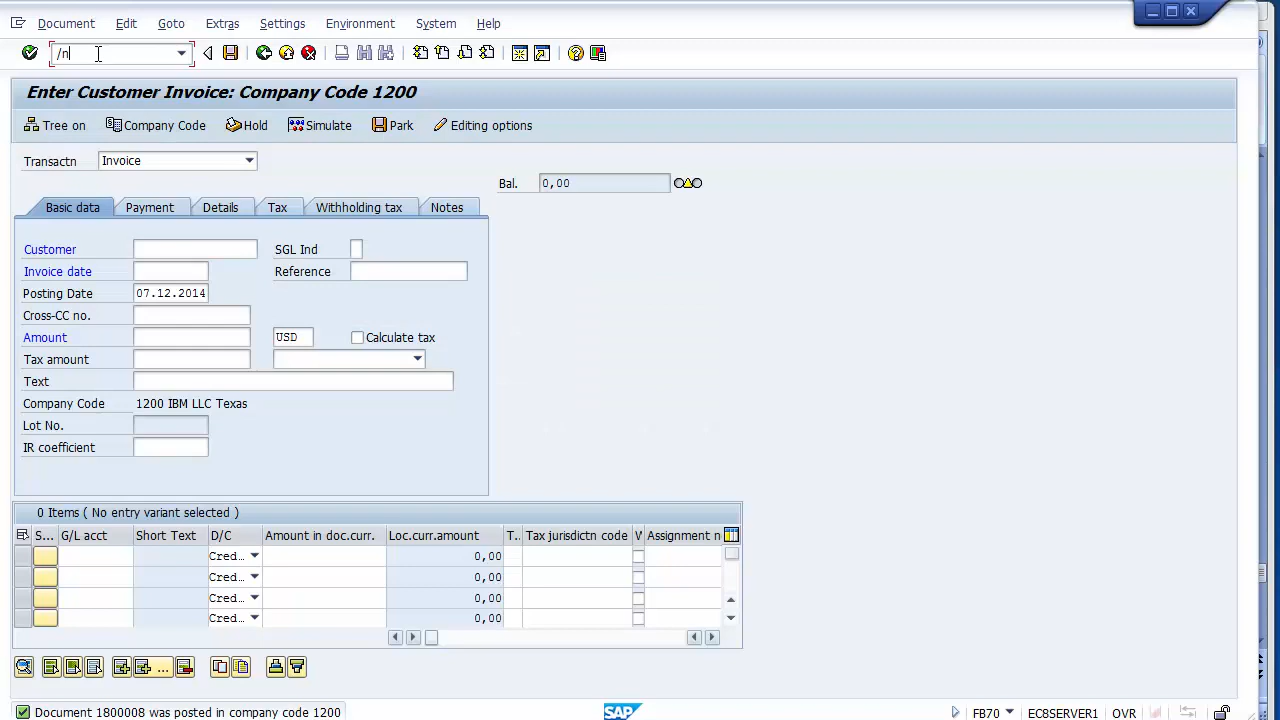 Document Edit Goto Extras Settings Environment System Help
/n
Enter Customer Invoice: Company Code 1200
Tree on Company Code Hold Simulate Park Editing options
Transactn Invoice
Bal. 0,00
Basic data Payment Details Tax Withholding tax Notes
Customer SGL Ind
Invoice date Reference
Posting Date 07.12.2014
Cross-CC no.
Amount USD Calculate tax
Tax amount
Text
Company Code 1200 IBM LLC Texas
Lot No.
IR coefficient
0 Items ( No entry variant selected )
S... G/L acct Short Text D/C Amount in doc.curr. Loc.curr.amount T.. Tax jurisdictn code W Assignment n
Cred... 0,00
Cred... 0,00
Cred... 0,00
Cred... 0,00
...
Document 1800008 was posted in company code 1200 SAP FB70 ECSERVER1 OVR